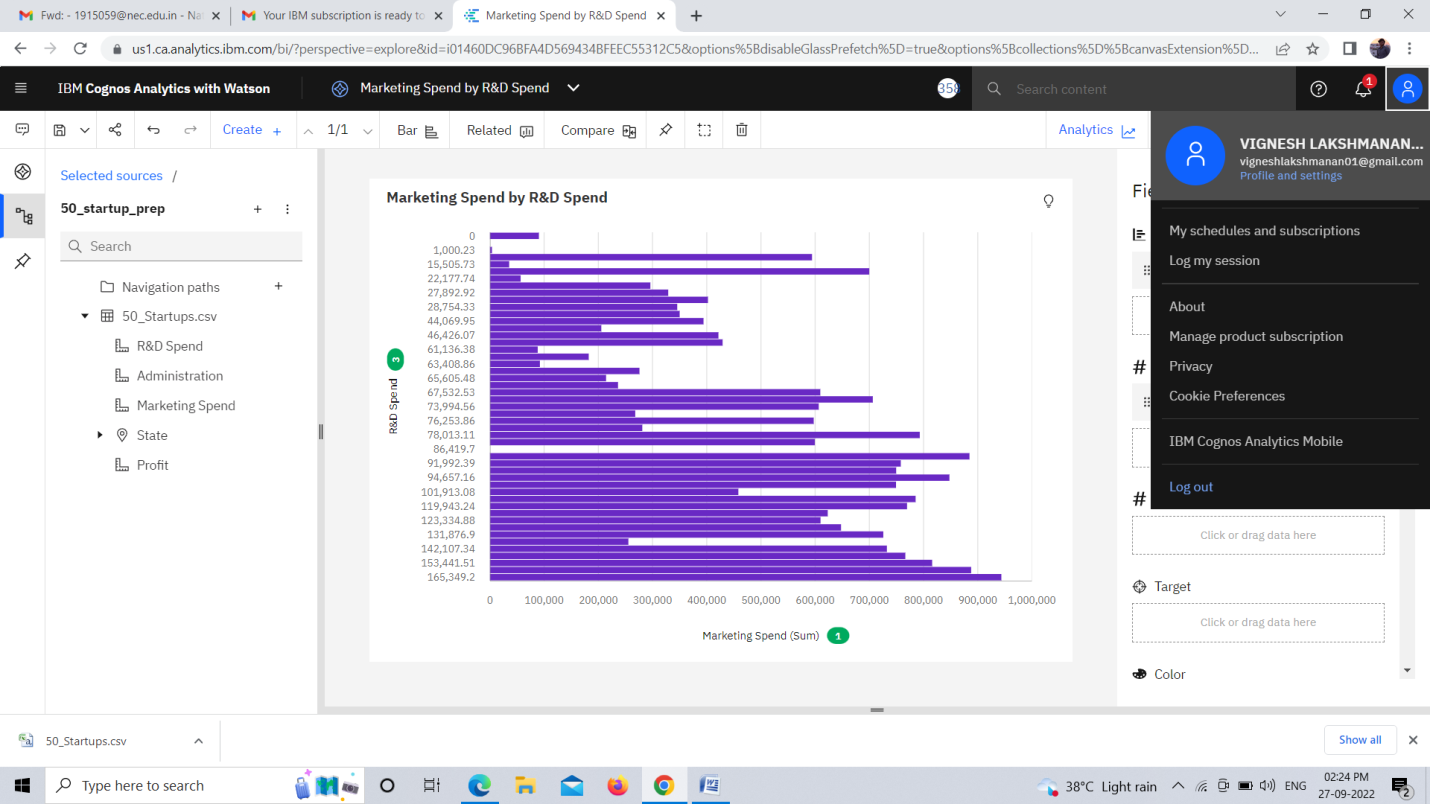 Fwd: - 1915059@nec.edu.in - Na
Your IBM subscription is ready to
Marketing Spend by R&D Spend
us1.ca.analytics.ibm.com/bi/?perspective=explore&id=i01460DC96BFA4D569434BFEEC55312C5&options%5BdisableGlassPrefetch%5D=true&options%5Bcollections%5D%5BcanvasExtension%5D...
IBM Cognos Analytics with Watson
Marketing Spend by R&D Spend
358
Search content
1
Create +
1/1
Bar
Related
Compare
Analytics
VIGNESH LAKSHMANAN...
vigneshlakshmanan01@gmail.com
Profile and settings
My schedules and subscriptions
Log my session
About
Manage product subscription
Privacy
Cookie Preferences
IBM Cognos Analytics Mobile
Log out
Selected sources /
50_startup_prep
Search
Navigation paths
50_Startups.csv
R&D Spend
Administration
Marketing Spend
State
Profit
Marketing Spend by R&D Spend
0
1,000.23
15,505.73
22,177.74
27,892.92
28,754.33
44,069.95
46,426.07
61,136.38
63,408.86
65,605.48
67,532.53
73,994.56
76,253.86
78,013.11
86,419.7
91,992.39
94,657.16
101,913.08
119,943.24
123,334.88
131,876.9
142,107.34
153,441.51
165,349.2
R&D Spend 3
0 100,000 200,000 300,000 400,000 500,000 600,000 700,000 800,000 900,000 1,000,000
Marketing Spend (Sum) 1
Fie
#
#
Click or drag data here
Target
Click or drag data here
Color
50_Startups.csv
Show all
Type here to search
38°C Light rain
ENG
02:24 PM
27-09-2022
2